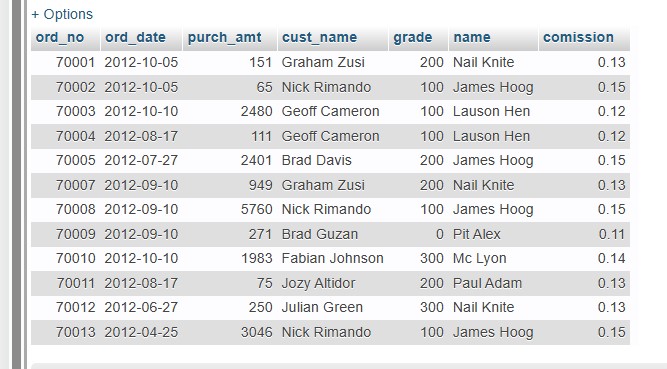 + Options
ord_no ord_date purch_amt cust_name grade name comission
70001 2012-10-05 151 Graham Zusi 200 Nail Knite 0.13
70002 2012-10-05 65 Nick Rimando 100 James Hoog 0.15
70003 2012-10-10 2480 Geoff Cameron 100 Lauson Hen 0.12
70004 2012-08-17 111 Geoff Cameron 100 Lauson Hen 0.12
70005 2012-07-27 2401 Brad Davis 200 James Hoog 0.15
70007 2012-09-10 949 Graham Zusi 200 Nail Knite 0.13
70008 2012-09-10 5760 Nick Rimando 100 James Hoog 0.15
70009 2012-09-10 271 Brad Guzan 0 Pit Alex 0.11
70010 2012-10-10 1983 Fabian Johnson 300 Mc Lyon 0.14
70011 2012-08-17 75 Jozy Altidor 200 Paul Adam 0.13
70012 2012-06-27 250 Julian Green 300 Nail Knite 0.13
70013 2012-04-25 3046 Nick Rimando 100 James Hoog 0.15